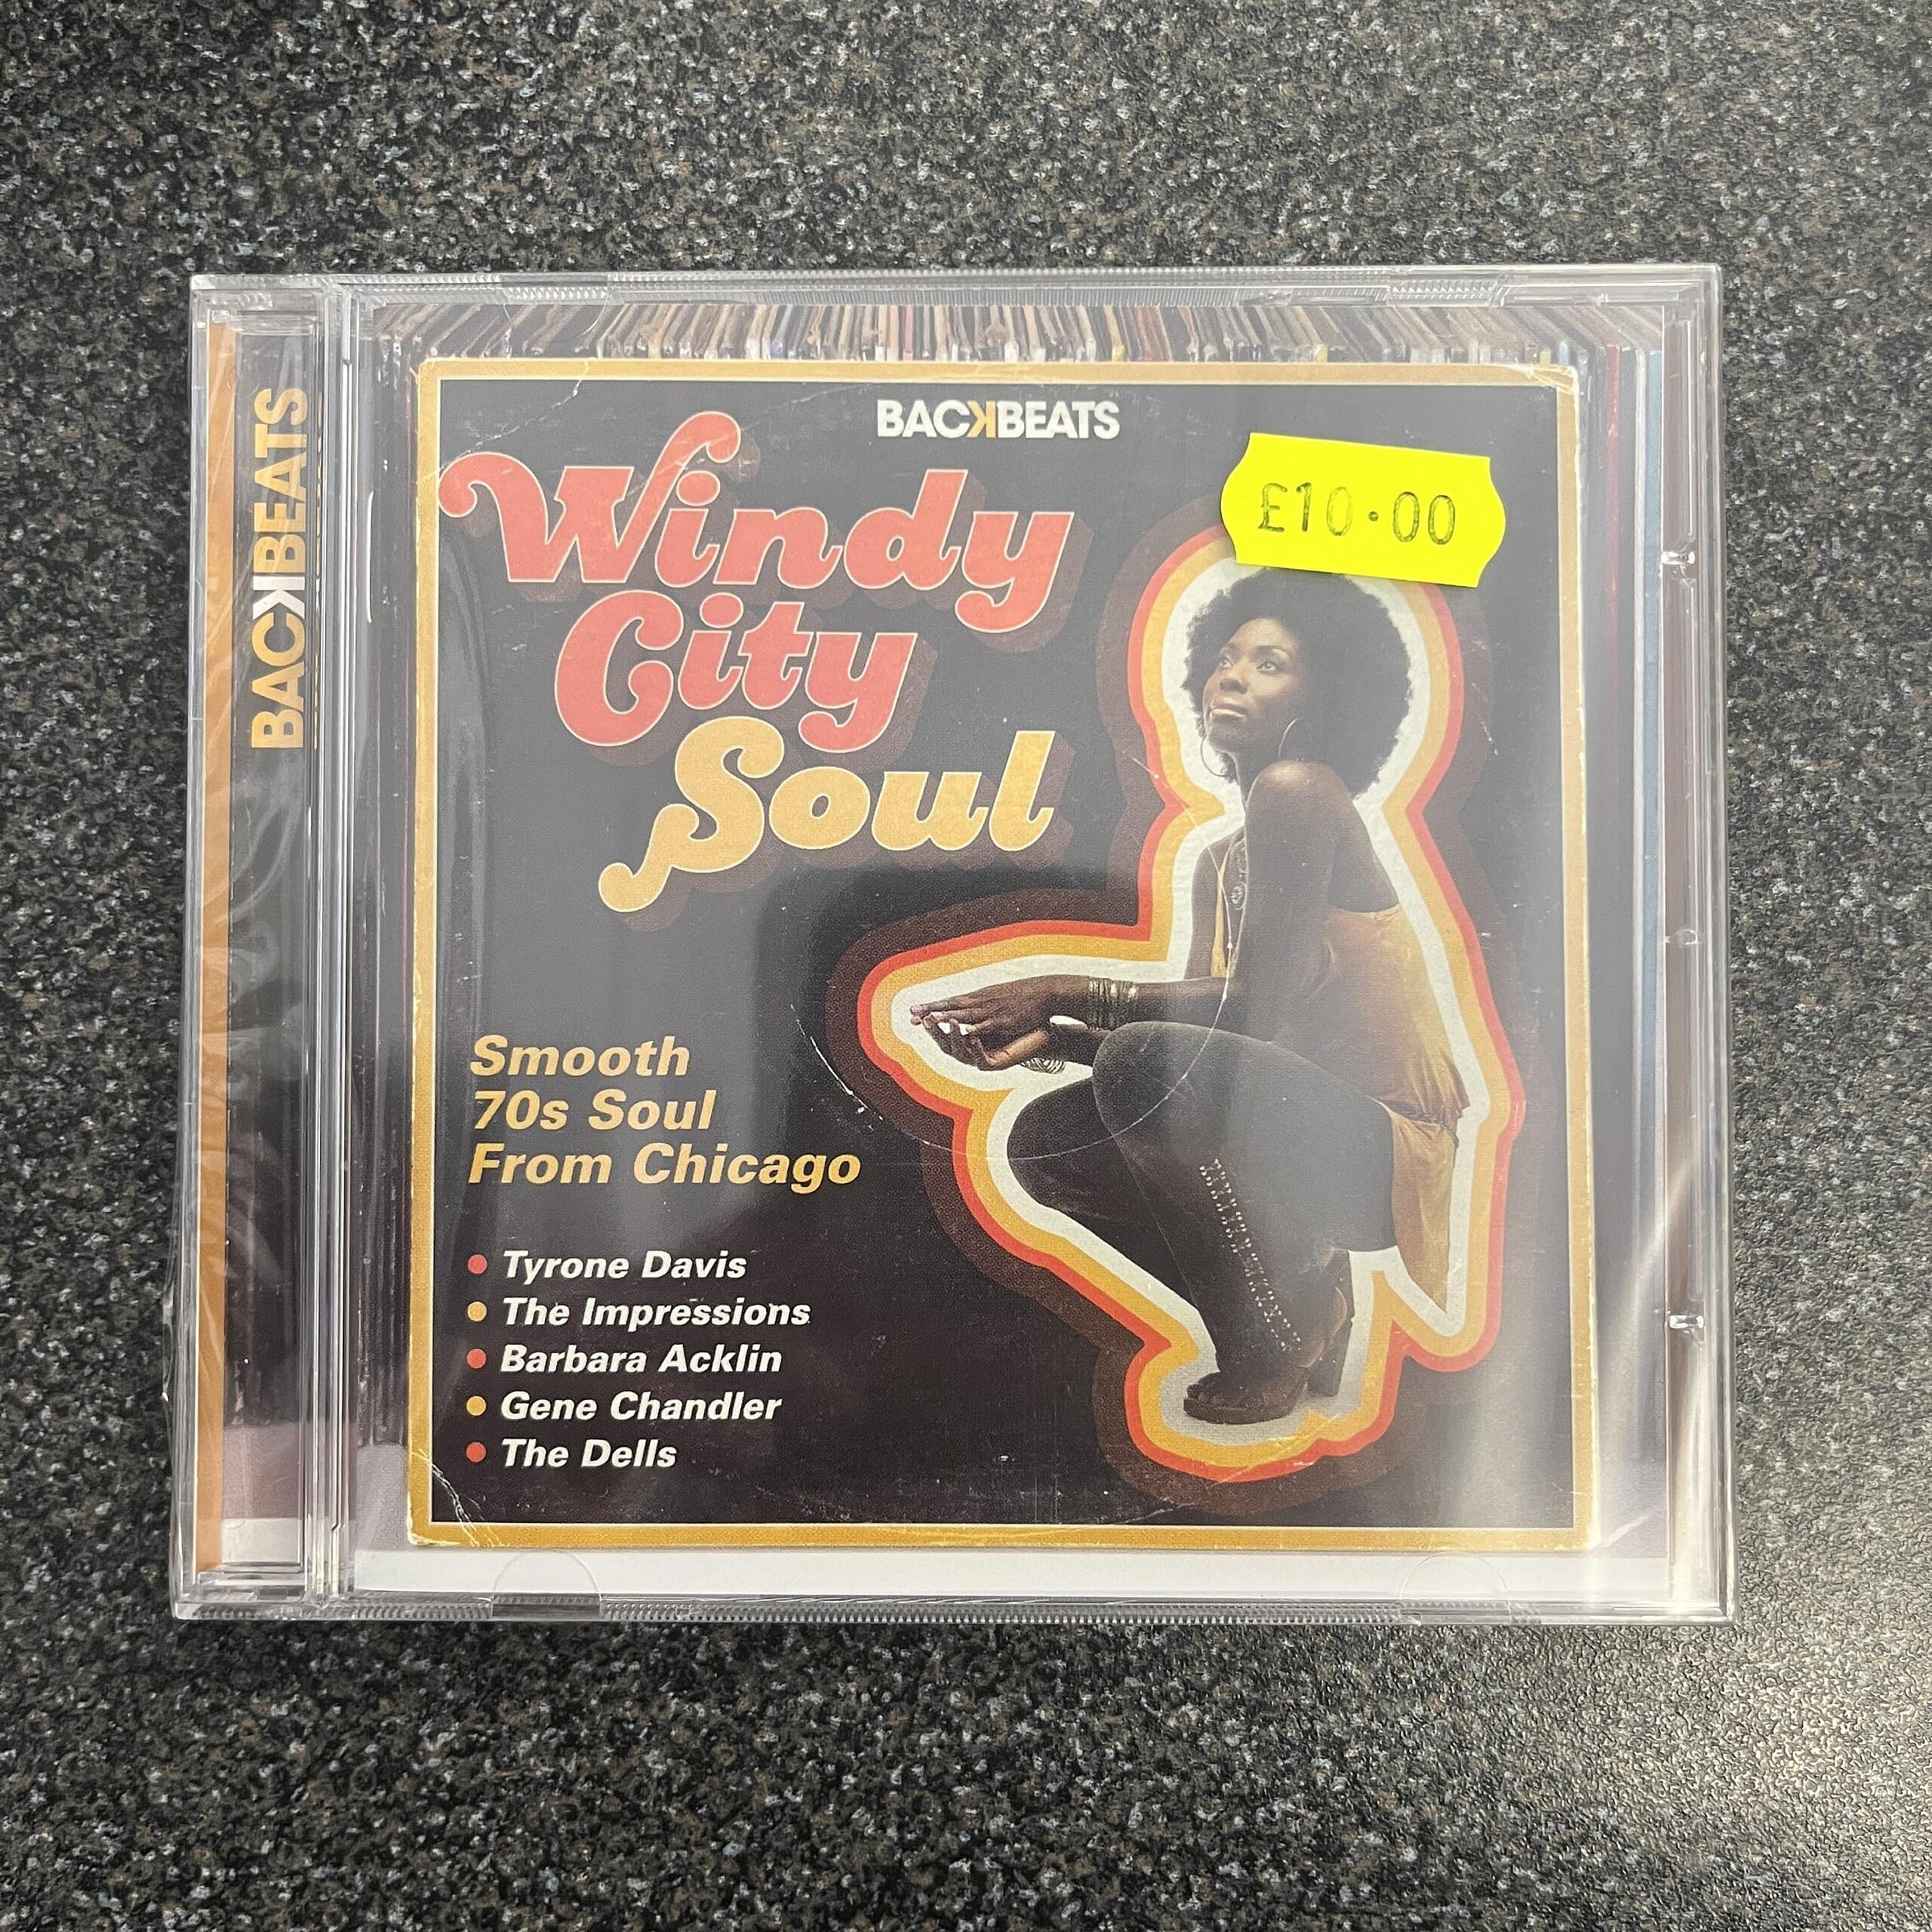 BACKBEATS
BACKBEATS
£10.00
Windy
City
Soul
Smooth
70s Soul
From Chicago
Tyrone Davis
The Impressions
Barbara Acklin
Gene Chandler
The Dells